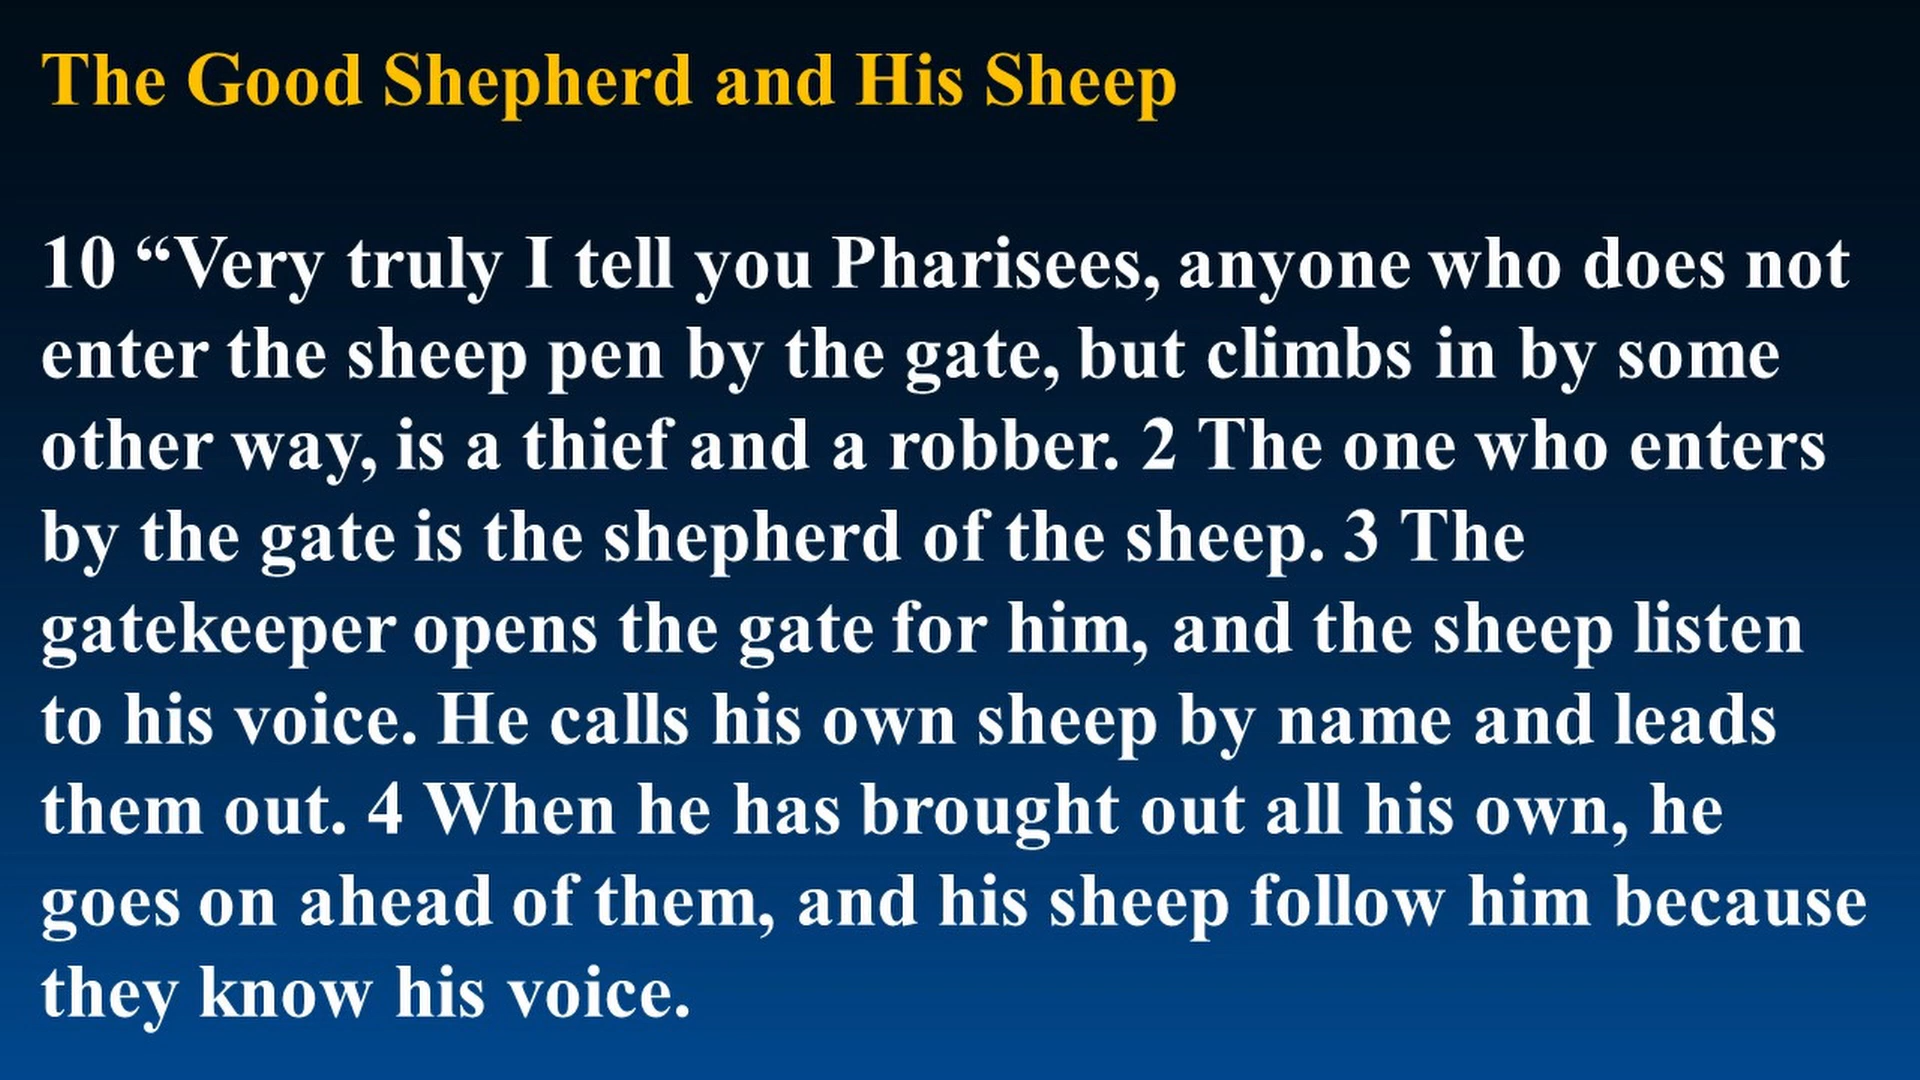 The Good Shepherd and His Sheep
10 “Very truly I tell you Pharisees, anyone who does not
enter the sheep pen by the gate, but climbs in by some
other way, is a thief and a robber. 2 The one who enters
by the gate is the shepherd of the sheep. 3 The
gatekeeper opens the gate for him, and the sheep listen
to his voice. He calls his own sheep by name and leads
them out. 4 When he has brought out all his own, he
goes on ahead of them, and his sheep follow him because
they know his voice.